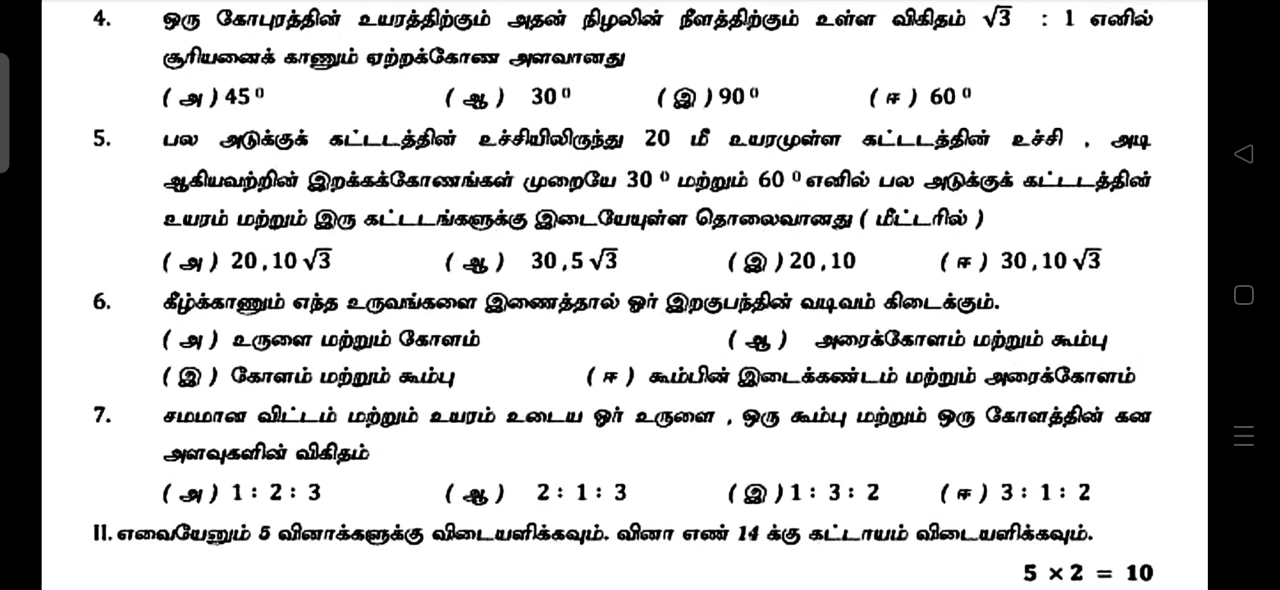 4. ஒரு கோபுரத்தின் உயரத்திற்கும் அதன் நிழலின் நீளத்திற்கும் உள்ள விகிதம் √3 : 1 எனில்
சூரியனைக் காணும் ஏற்றக்கோண அளவானது
( அ ) 45⁰ ( ஆ ) 30⁰ ( இ ) 90⁰ ( ஈ ) 60⁰
5. பல அடுக்குக் கட்டடத்தின் உச்சியிலிருந்து 20 மீ உயரமுள்ள கட்டடத்தின் உச்சி , அடி
ஆகியவற்றின் இறக்கக்கோணங்கள் முறையே 30⁰ மற்றும் 60⁰ எனில் பல அடுக்குக் கட்டடத்தின்
உயரம் மற்றும் இரு கட்டடங்களுக்கு இடையேயுள்ள தொலைவானது ( மீட்டரில் )
( அ ) 20 , 10 √3 ( ஆ ) 30 , 5 √3 ( இ ) 20 , 10 ( ஈ ) 30 , 10 √3
6. கீழ்க்காணும் எந்த உருவங்களை இணைத்தால் ஓர் இறகுபந்தின் வடிவம் கிடைக்கும்.
( அ ) உருளை மற்றும் கோளம் ( ஆ ) அரைக்கோளம் மற்றும் கூம்பு
( இ ) கோளம் மற்றும் கூம்பு ( ஈ ) கூம்பின் இடைக்கண்டம் மற்றும் அரைக்கோளம்
7. சமமான விட்டம் மற்றும் உயரம் உடைய ஓர் உருளை , ஒரு கூம்பு மற்றும் ஒரு கோளத்தின் கன
அளவுகளின் விகிதம்
( அ ) 1 : 2 : 3 ( ஆ ) 2 : 1 : 3 ( இ ) 1 : 3 : 2 ( ஈ ) 3 : 1 : 2
II. எவையேனும் 5 வினாக்களுக்கு விடையளிக்கவும். வினா எண் 14 க்கு கட்டாயம் விடையளிக்கவும்.
5 × 2 = 10